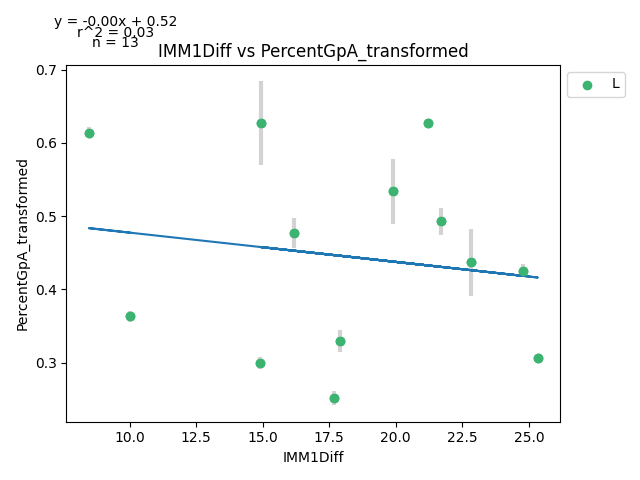 y = -0.00x + 0.52
r^2 = 0.03
n = 13
IMM1Diff vs PercentGpA_transformed
L
PercentGpA_transformed
0.7
0.6
0.5
0.4
0.3
10.0
12.5
15.0
17.5
20.0
22.5
25.0
IMM1Diff